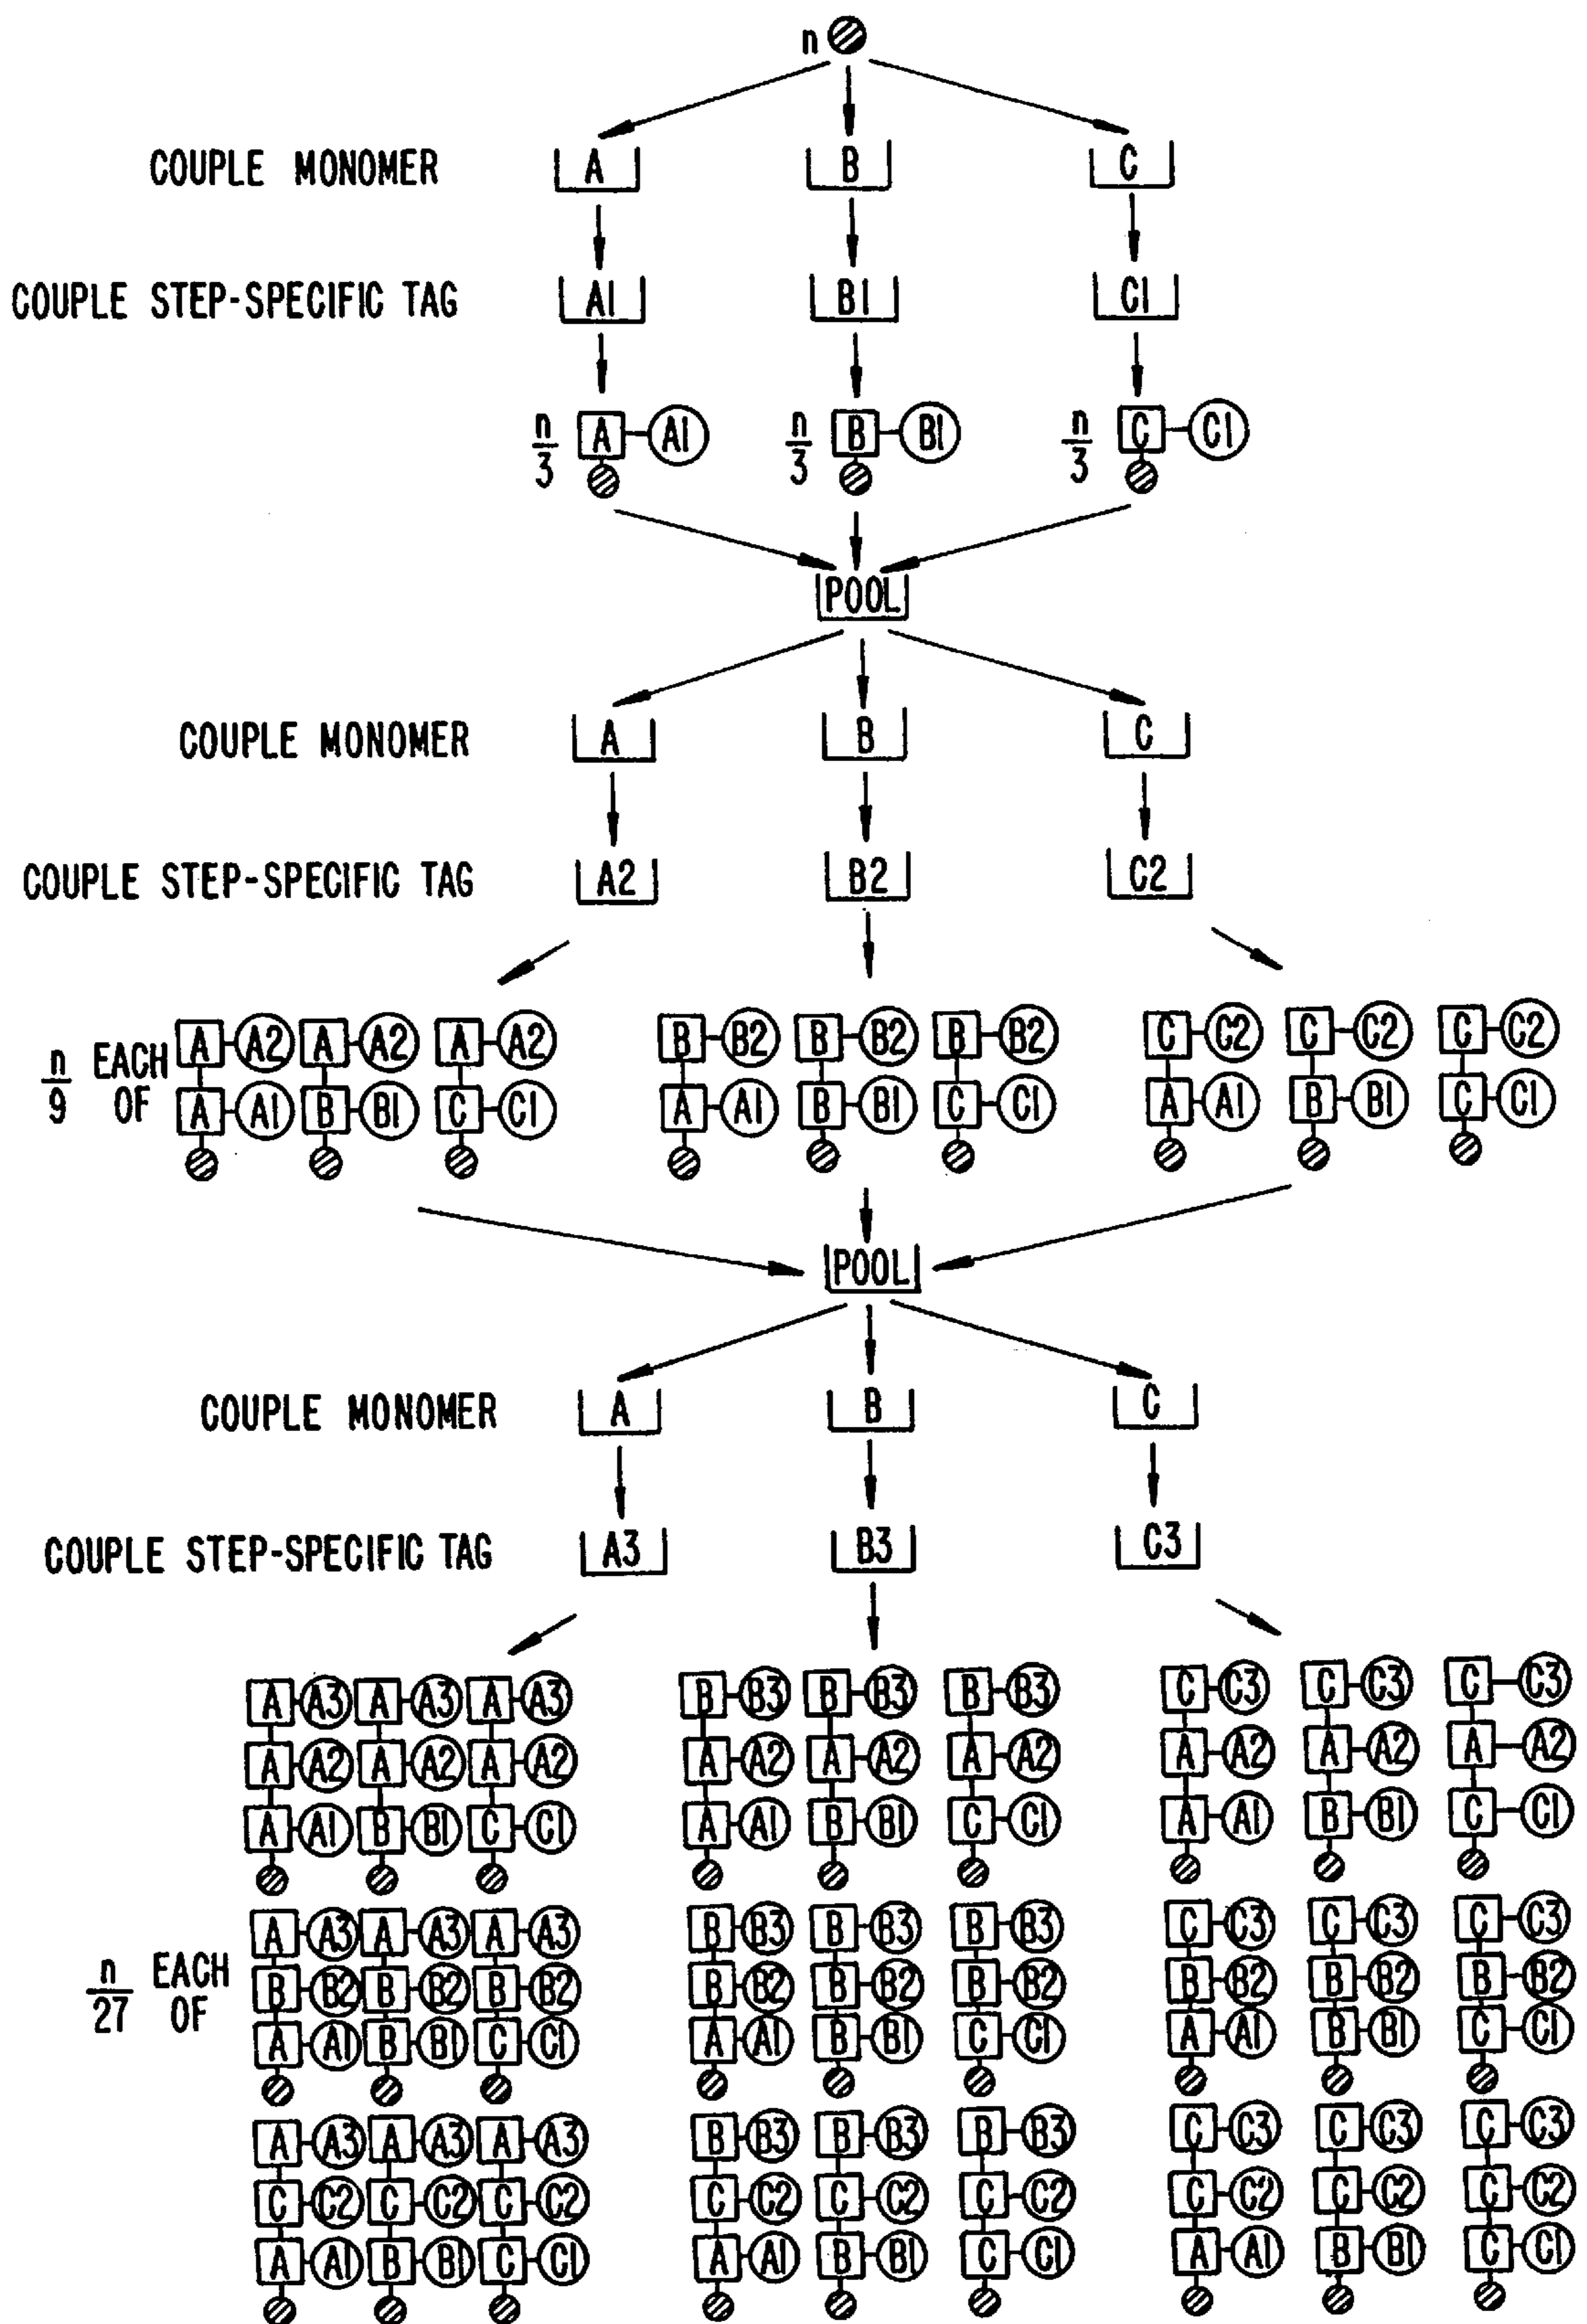 n
COUPLE MONOMER A B C
COUPLE STEP-SPECIFIC TAG A1 B1 C1
n/3 A A1 n/3 B B1 n/3 C C1
POOL
COUPLE MONOMER A B C
COUPLE STEP-SPECIFIC TAG A2 B2 C2
A A2 A A2 A A2 B B2 B B2 B B2 C C2 C C2 C C2
n/9 EACH OF
A A1 B B1 C C1 A A1 B B1 C C1 A A1 B B1 C C1
POOL
COUPLE MONOMER A B C
COUPLE STEP-SPECIFIC TAG A3 B3 C3
A A3 A A3 A A3 B B3 B B3 B B3 C C3 C C3 C C3
A A2 A A2 A A2 A A2 A A2 A A2 A A2 A A2 A A2
A A1 B B1 C C1 A A1 B B1 C C1 A A1 B B1 C C1
A A3 A A3 A A3 B B3 B B3 B B3 C C3 C C3 C C3
n/27 EACH OF
B B2 B B2 B B2 B B2 B B2 B B2 B B2 B B2 B B2
A A1 B B1 C C1 A A1 B B1 C C1 A A1 B B1 C C1
A A3 A A3 A A3 B B3 B B3 B B3 C C3 C C3 C C3
C C2 C C2 C C2 C C2 C C2 C C2 C C2 C C2 C C2
A A1 B B1 C C1 A A1 B B1 C C1 A A1 B B1 C C1